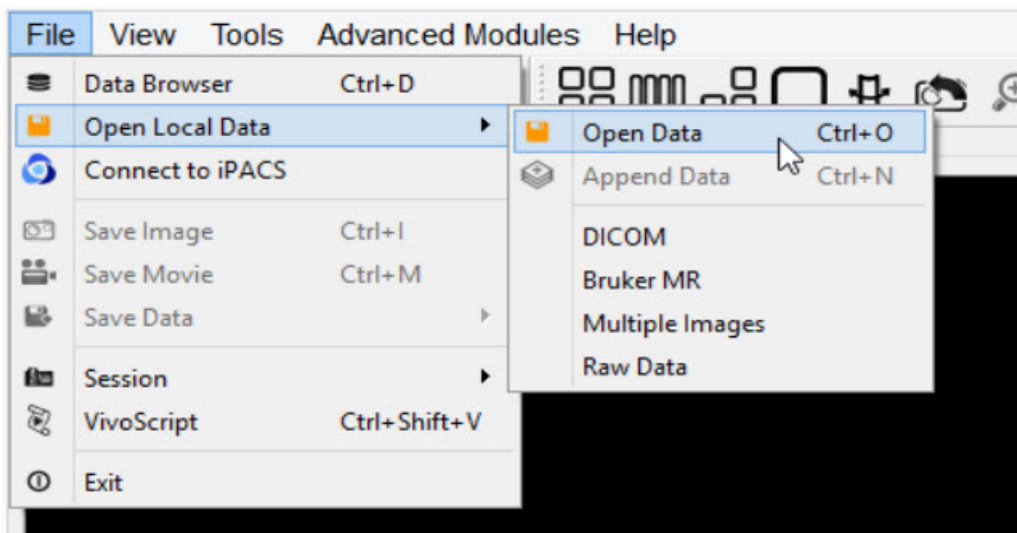 File View Tools Advanced Modules Help
Data Browser Ctrl+D
Open Local Data
Connect to iPACS
Save Image Ctrl+I
Save Movie Ctrl+M
Save Data
Session
VivoScript Ctrl+Shift+V
Exit
Open Data Ctrl+O
Append Data Ctrl+N
DICOM
Bruker MR
Multiple Images
Raw Data